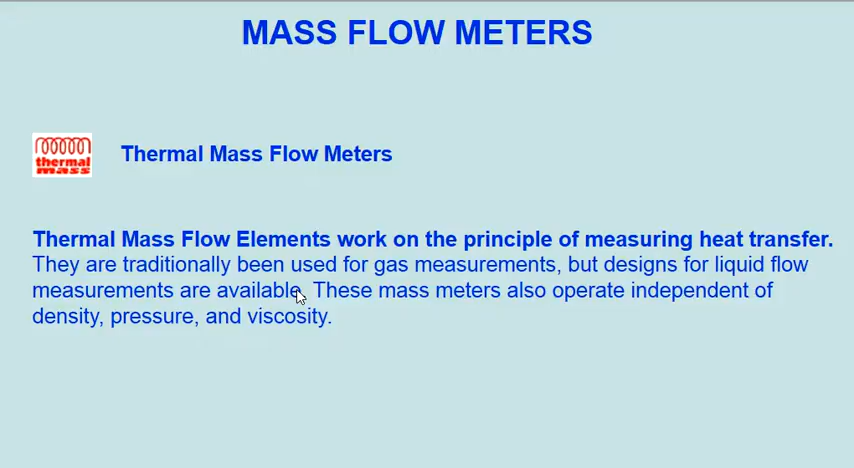 MASS FLOW METERS
thermal
mass
Thermal Mass Flow Meters
Thermal Mass Flow Elements work on the principle of measuring heat transfer.
They are traditionally been used for gas measurements, but designs for liquid flow
measurements are available. These mass meters also operate independent of
density, pressure, and viscosity.